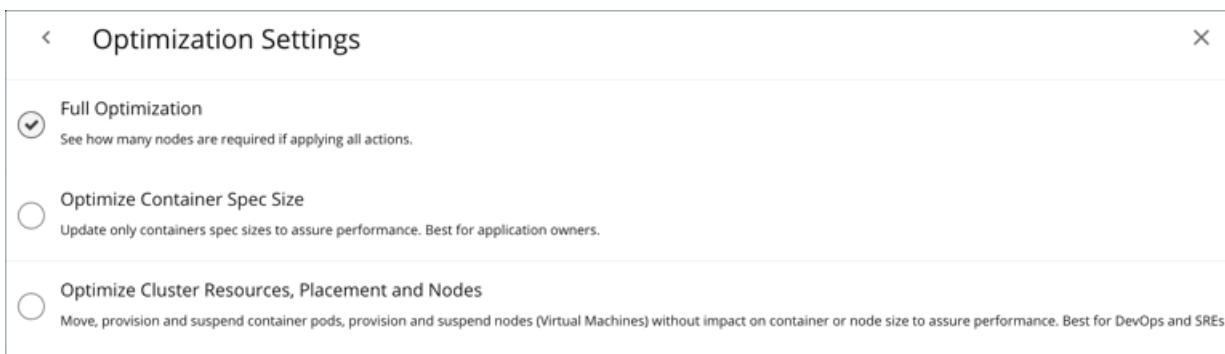 Optimization Settings
Full Optimization
See how many nodes are required if applying all actions.
Optimize Container Spec Size
Update only containers spec sizes to assure performance. Best for application owners.
Optimize Cluster Resources, Placement and Nodes
Move, provision and suspend container pods, provision and suspend nodes (Virtual Machines) without impact on container or node size to assure performance. Best for DevOps and SREs